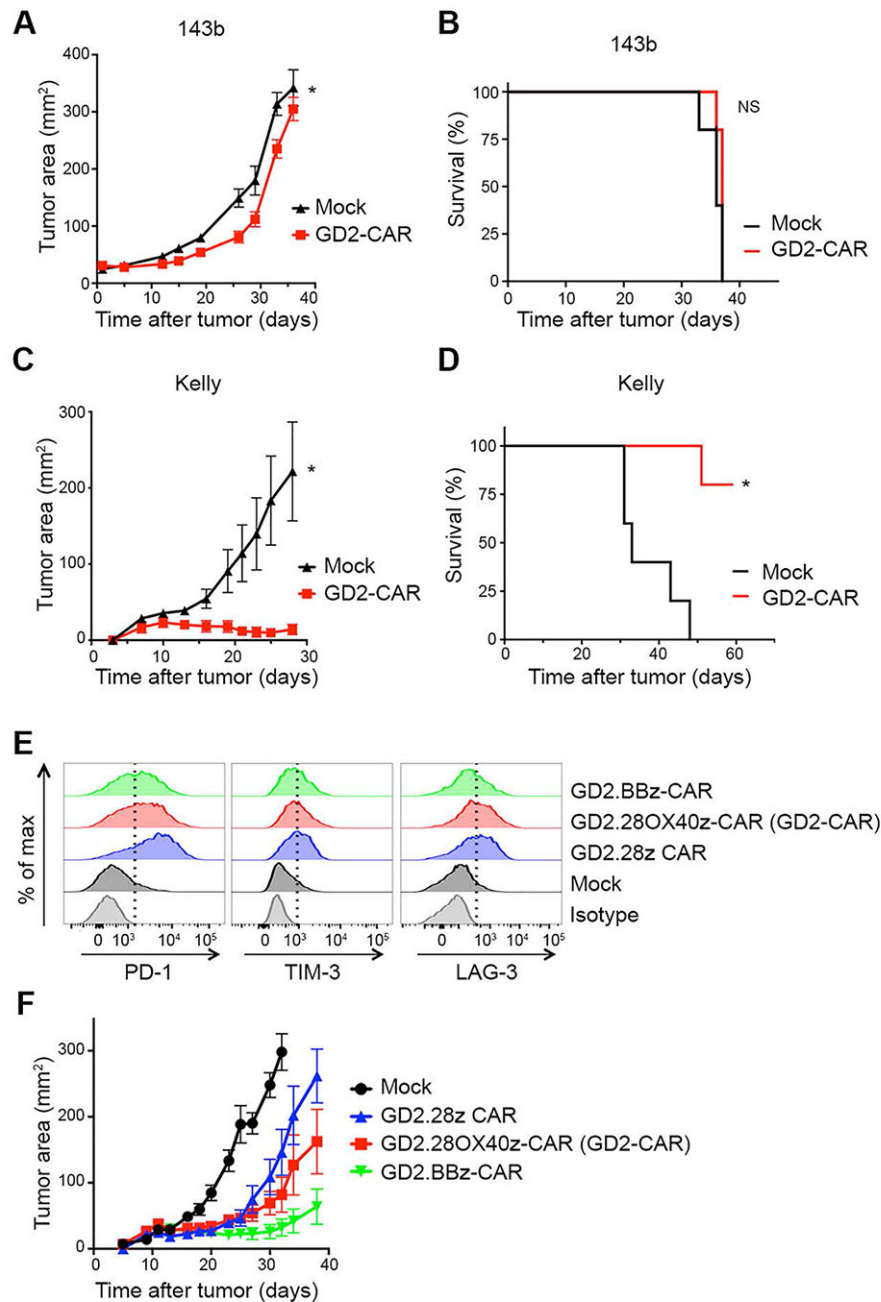 A
143b
400
300
200
100
0
Tumor area (mm²)
*
Mock
GD2-CAR
0 10 20 30 40
Time after tumor (days)
B
143b
100
75
50
25
0
Survival (%)
NS
Mock
GD2-CAR
0 20 40
Time after tumor (days)
C
Kelly
300
200
100
0
Tumor area (mm²)
*
Mock
GD2-CAR
0 10 20 30
Time after tumor (days)
D
Kelly
100
75
50
25
0
Survival (%)
*
Mock
GD2-CAR
0 20 40 60
Time after tumor (days)
E
% of max
GD2.BBz-CAR
GD2.28OX40z-CAR (GD2-CAR)
GD2.28z CAR
Mock
Isotype
0 10³ 10⁴ 10⁵ 0 10³ 10⁴ 10⁵ 0 10³ 10⁴ 10⁵
PD-1 TIM-3 LAG-3
F
300
200
100
0
Tumor area (mm²)
Mock
GD2.28z CAR
GD2.28OX40z-CAR (GD2-CAR)
GD2.BBz-CAR
0 10 20 30 40
Time after tumor (days)